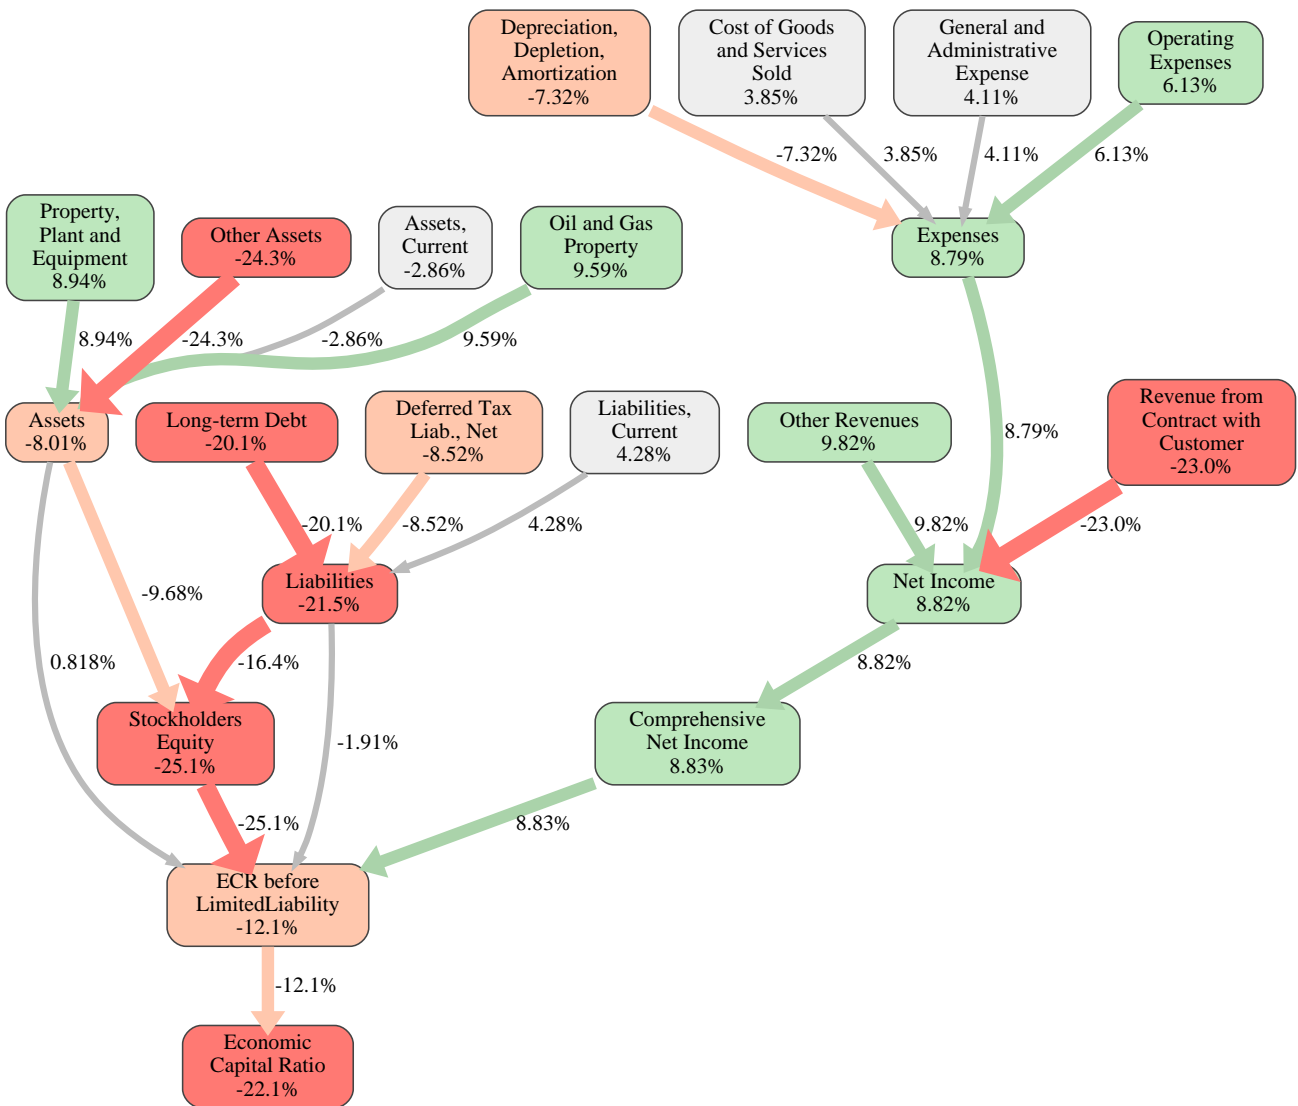 Depreciation,
Depletion,
Amortization
-7.32%
Cost of Goods
and Services
Sold
3.85%
General and
Administrative
Expense
4.11%
Operating
Expenses
6.13%
-7.32%
3.85%
4.11%
6.13%
Property,
Plant and
Equipment
8.94%
Other Assets
-24.3%
Assets,
Current
-2.86%
Oil and Gas
Property
9.59%
Expenses
8.79%
8.94%
-24.3%
-2.86%
9.59%
Assets
-8.01%
Long-term Debt
-20.1%
Deferred Tax
Liab., Net
-8.52%
Liabilities,
Current
4.28%
Other Revenues
9.82%
8.79%
Revenue from
Contract with
Customer
-23.0%
-20.1%
-8.52%
4.28%
9.82%
-23.0%
Liabilities
-21.5%
Net Income
8.82%
-9.68%
0.818%
-16.4%
8.82%
Stockholders
Equity
-25.1%
-1.91%
Comprehensive
Net Income
8.83%
-25.1%
8.83%
ECR before
LimitedLiability
-12.1%
-12.1%
Economic
Capital Ratio
-22.1%